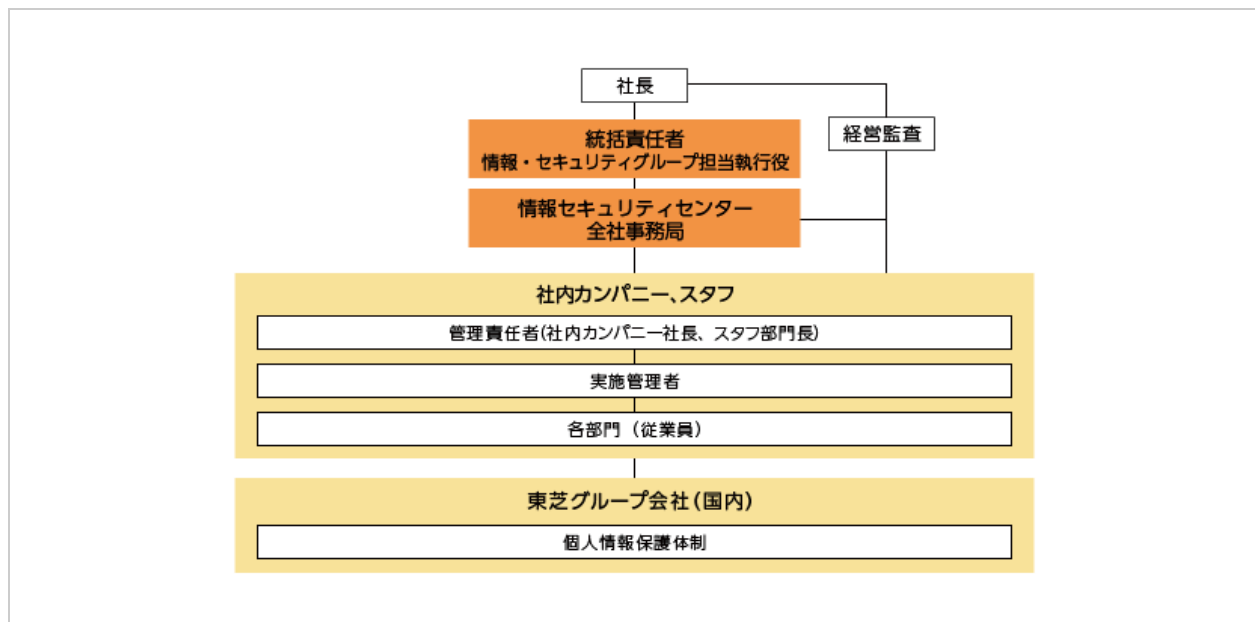 社長
経営監査
統括責任者
情報・セキュリティグループ担当執行役
情報セキュリティセンター
全社事務局
社内カンパニー、スタフ
管理責任者(社内カンパニー社長、スタフ部門長)
実施管理者
各部門（従業員）
東芝グループ会社(国内)
個人情報保護体制